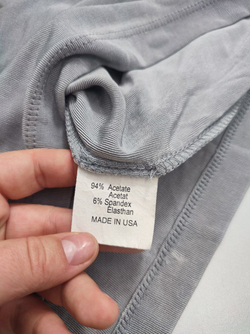 94% Acetate
Acetat
6% Spandex
Elasthan
MADE IN USA